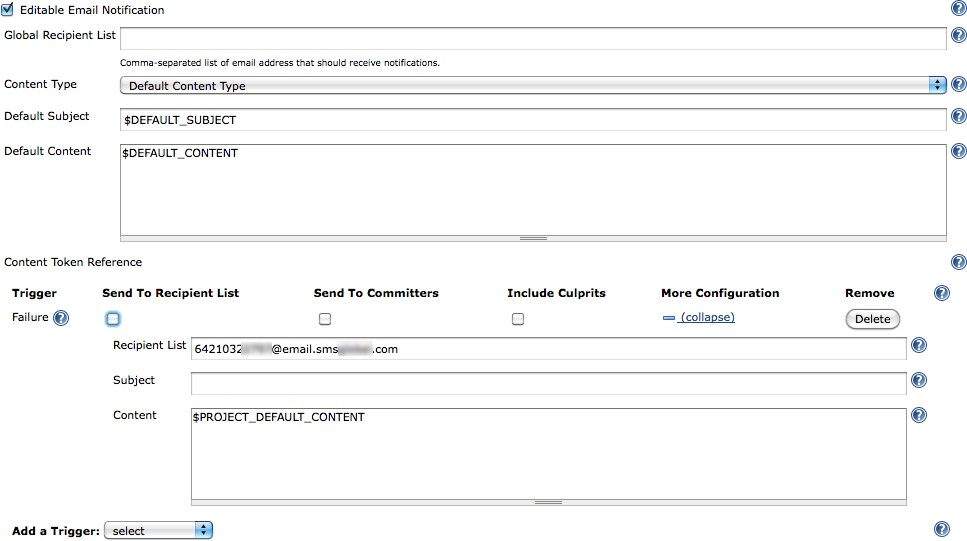 Editable Email Notification
Global Recipient List
Comma-separated list of email address that should receive notifications.
Content Type Default Content Type
Default Subject $DEFAULT_SUBJECT
Default Content $DEFAULT_CONTENT
Content Token Reference
Trigger Send To Recipient List Send To Committers Include Culprits More Configuration Remove
Failure (collapse) Delete
Recipient List 6421032 @email.sms .com
Subject
Content $PROJECT_DEFAULT_CONTENT
Add a Trigger: select